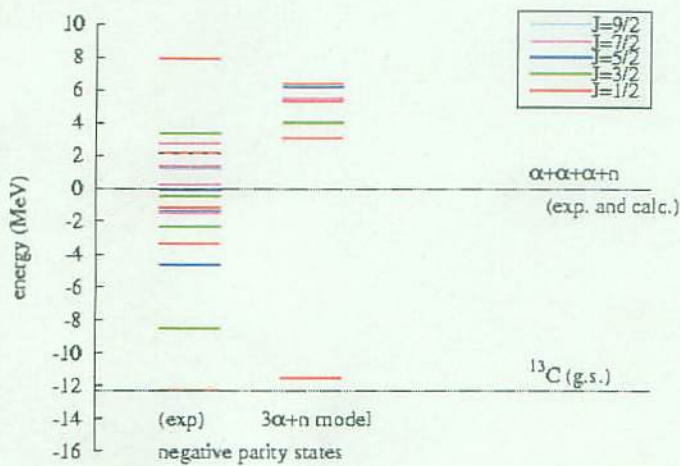 10
8
6
4
2
0
-2
-4
-6
-8
-10
-12
-14
-16
energy (MeV)
J=9/2
J=7/2
J=5/2
J=3/2
J=1/2
α+α+α+n
(exp. and calc.)
¹³C (g.s.)
(exp) 3α+n model
negative parity states